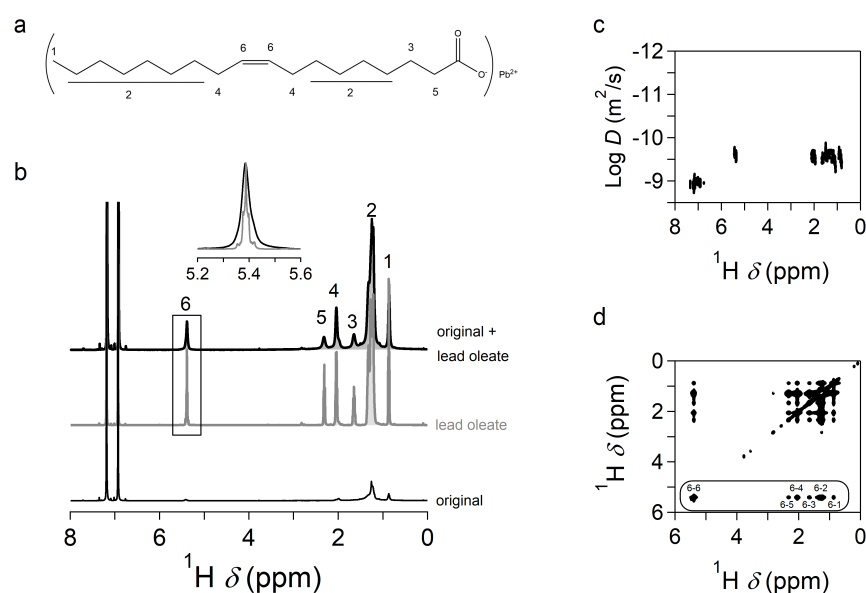 a
1
2
4
6
6
4
2
3
5
O
O-
Pb2+
b
5.2
5.4
5.6
6
5
4
3
2
1
original +
lead oleate
lead oleate
original
8
6
4
2
0
1H δ (ppm)
c
Log D (m2/s)
-12
-11
-10
-9
8
6
4
2
0
1H δ (ppm)
d
1H δ (ppm)
0
2
4
6
6-6
6-4
6-2
6-5
6-3
6-1
6
4
2
0
1H δ (ppm)